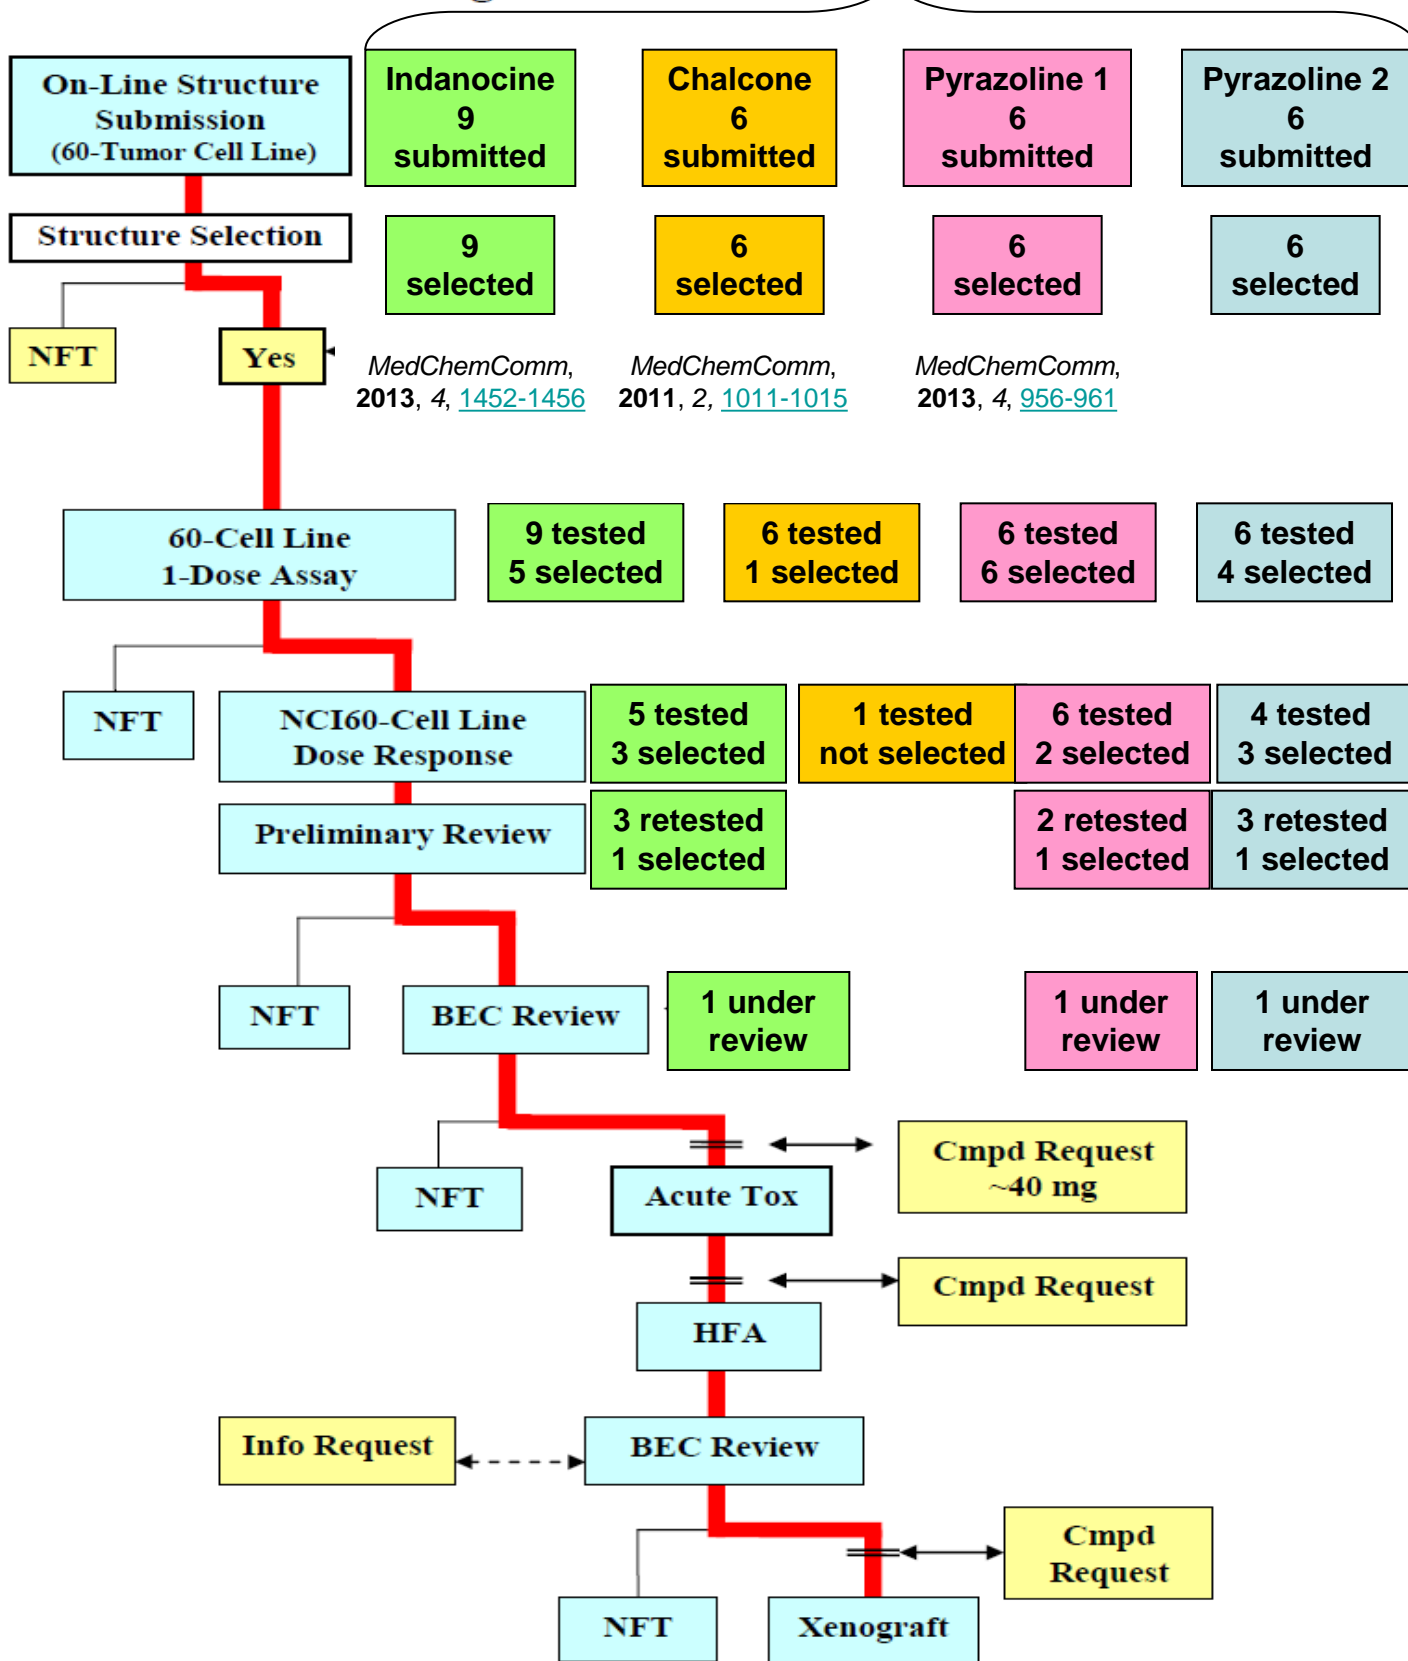 On-Line Structure
Submission
(60-Tumor Cell Line)
Indanocine
9
submitted
Chalcone
6
submitted
Pyrazoline 1
6
submitted
Pyrazoline 2
6
submitted
Structure Selection
9
selected
6
selected
6
selected
6
selected
NFT
Yes
MedChemComm,
2013, 4, 1452-1456
MedChemComm,
2011, 2, 1011-1015
MedChemComm,
2013, 4, 956-961
60-Cell Line
1-Dose Assay
9 tested
5 selected
6 tested
1 selected
6 tested
6 selected
6 tested
4 selected
NFT
NCI60-Cell Line
Dose Response
5 tested
3 selected
1 tested
not selected
6 tested
2 selected
4 tested
3 selected
Preliminary Review
3 retested
1 selected
2 retested
1 selected
3 retested
1 selected
NFT
BEC Review
1 under
review
1 under
review
1 under
review
NFT
Acute Tox
Cmpd Request
~40 mg
Cmpd Request
HFA
Info Request
BEC Review
Cmpd
Request
NFT
Xenograft